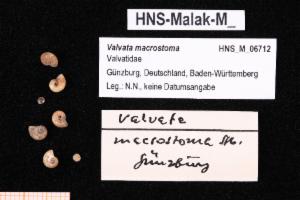 HNS-Malak-M_
Valvata macrostoma HNS_M_06712
Valvatidae
Günzburg, Deutschland, Baden-Württemberg
Leg.: N.N., keine Datumsangabe
Valvata
macrostoma
Günzburg